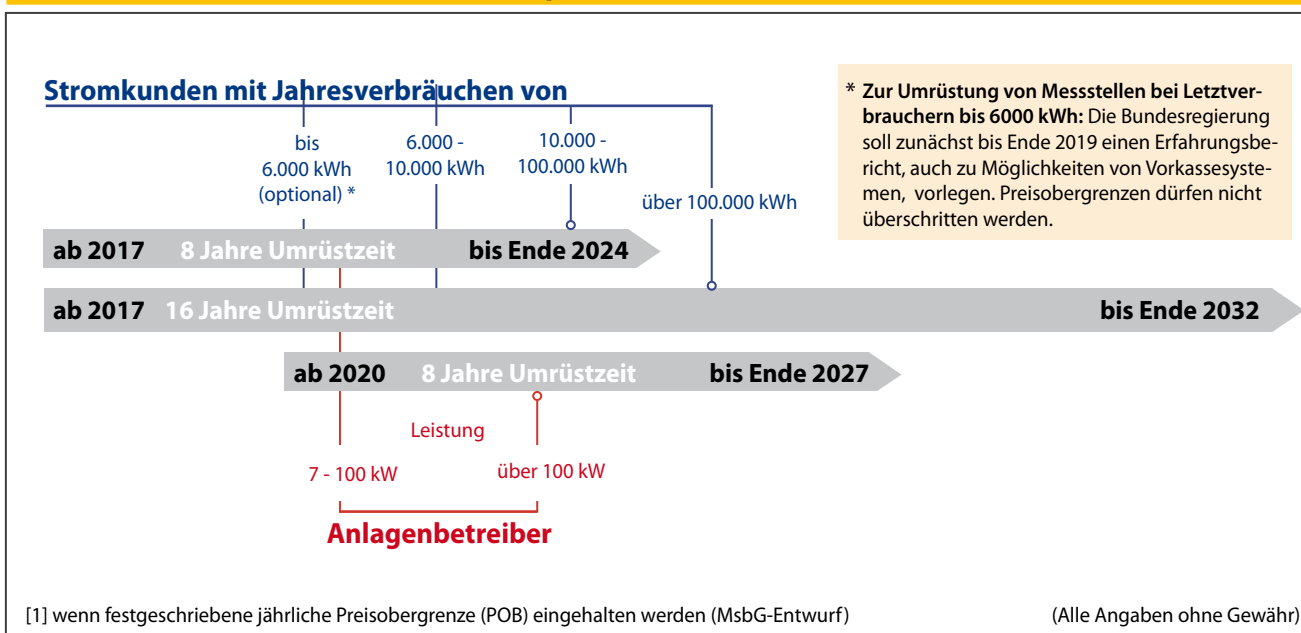 Stromkunden mit Jahresverbräuchen von
bis
6.000 kWh
(optional) *
6.000 -
10.000 kWh
10.000 -
100.000 kWh
über 100.000 kWh
* Zur Umrüstung von Messstellen bei Letztver-
brauchern bis 6000 kWh: Die Bundesregierung
soll zunächst bis Ende 2019 einen Erfahrungsbe-
richt, auch zu Möglichkeiten von Vorkassesyste-
men, vorlegen. Preisobergrenzen dürfen nicht
überschritten werden.
ab 2017 8 Jahre Umrüstzeit bis Ende 2024
ab 2017 16 Jahre Umrüstzeit bis Ende 2032
ab 2020 8 Jahre Umrüstzeit bis Ende 2027
Leistung
7 - 100 kW
über 100 kW
Anlagenbetreiber
[1] wenn festgeschriebene jährliche Preisobergrenze (POB) eingehalten werden (MsbG-Entwurf) (Alle Angaben ohne Gewähr)